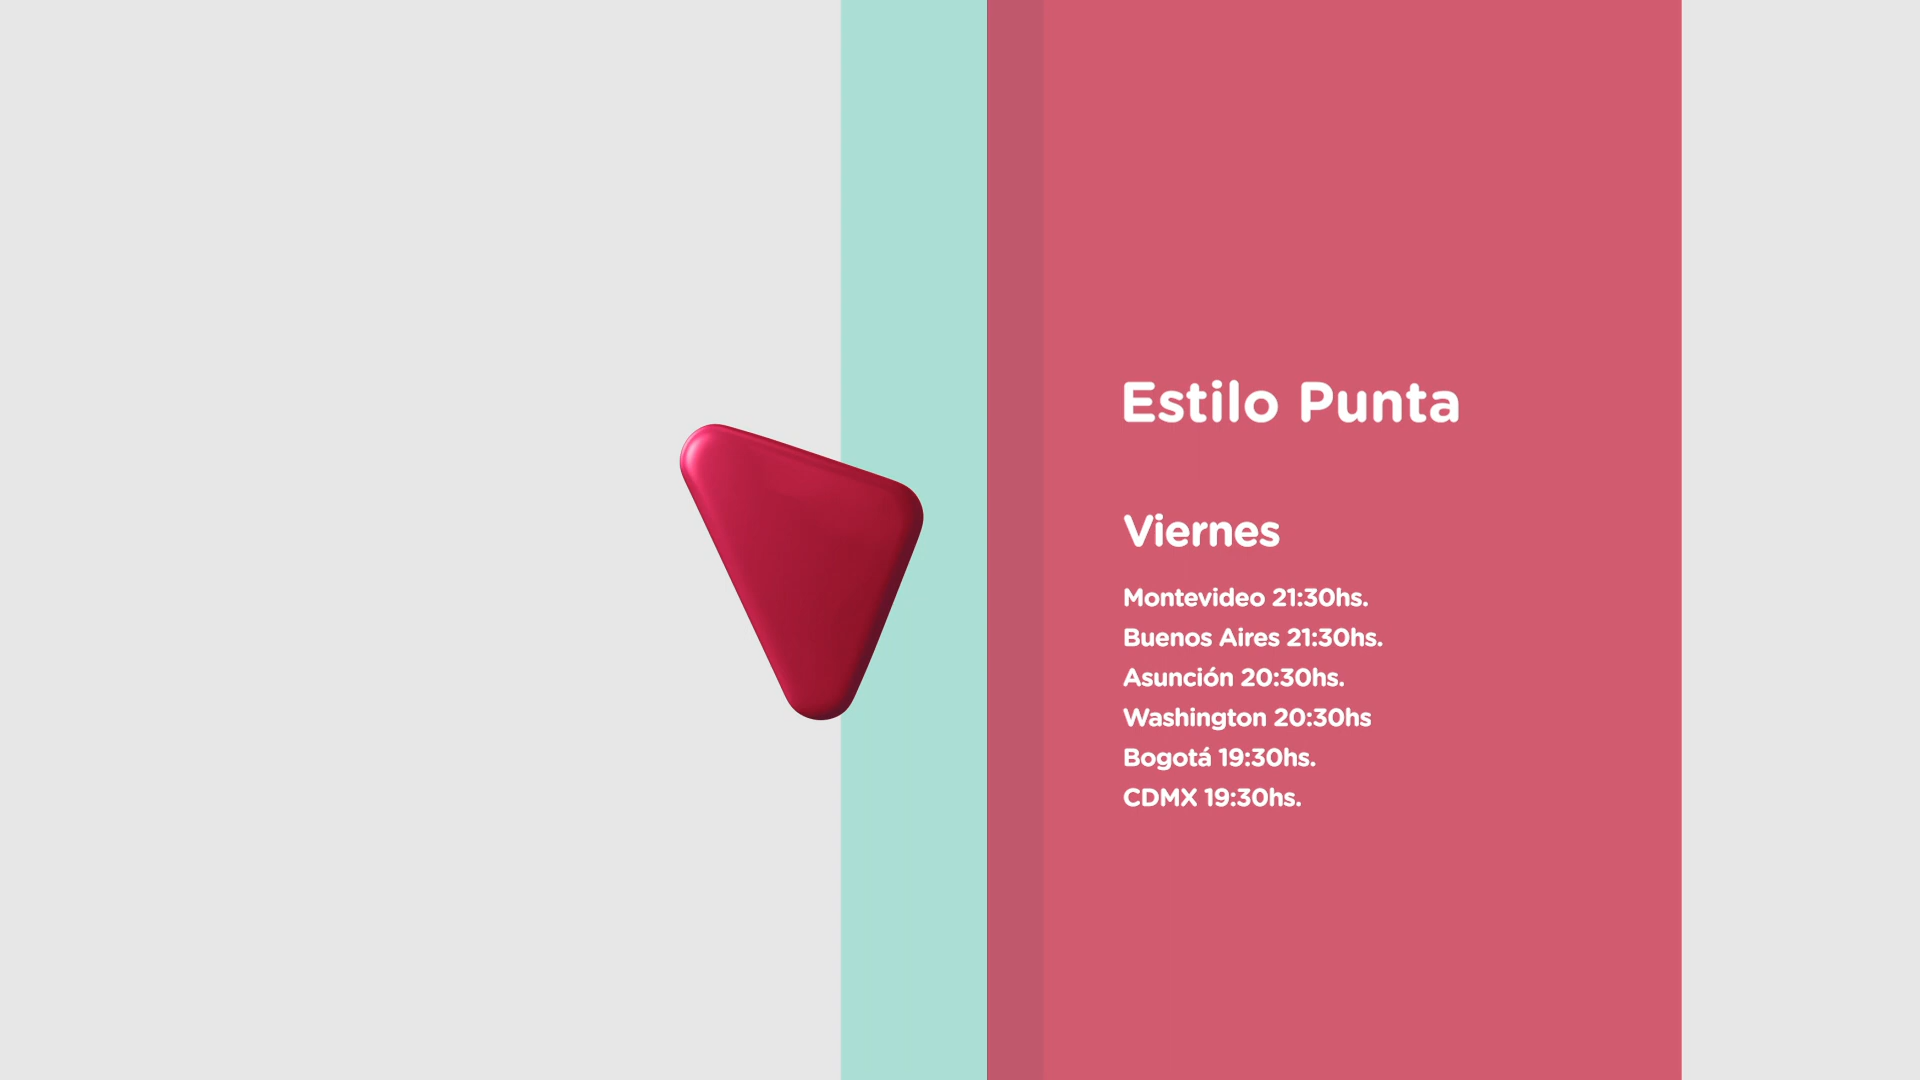 Estilo Punta
Viernes
Montevideo 21:30hs.
Buenos Aires 21:30hs.
Asunción 20:30hs.
Washington 20:30hs
Bogotá 19:30hs.
CDMX 19:30hs.